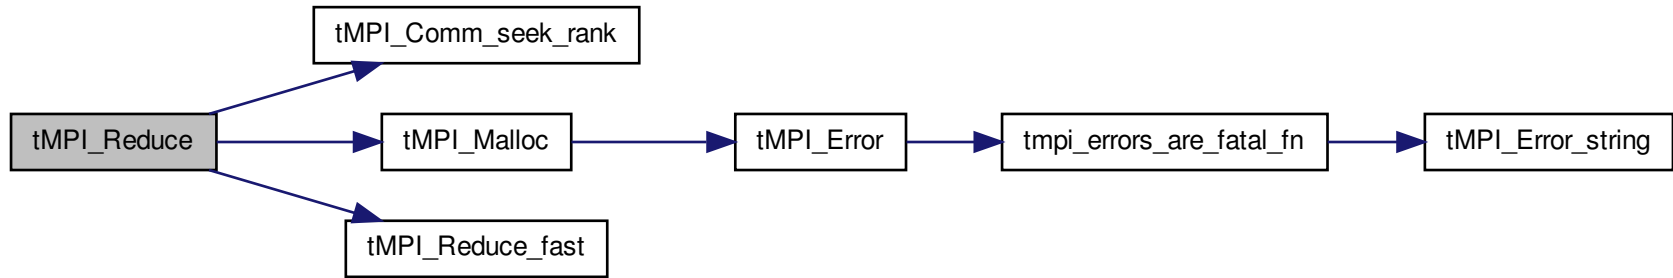 tMPI_Comm_seek_rank
tMPI_Reduce
tMPI_Malloc
tMPI_Error
tmpi_errors_are_fatal_fn
tMPI_Error_string
tMPI_Reduce_fast